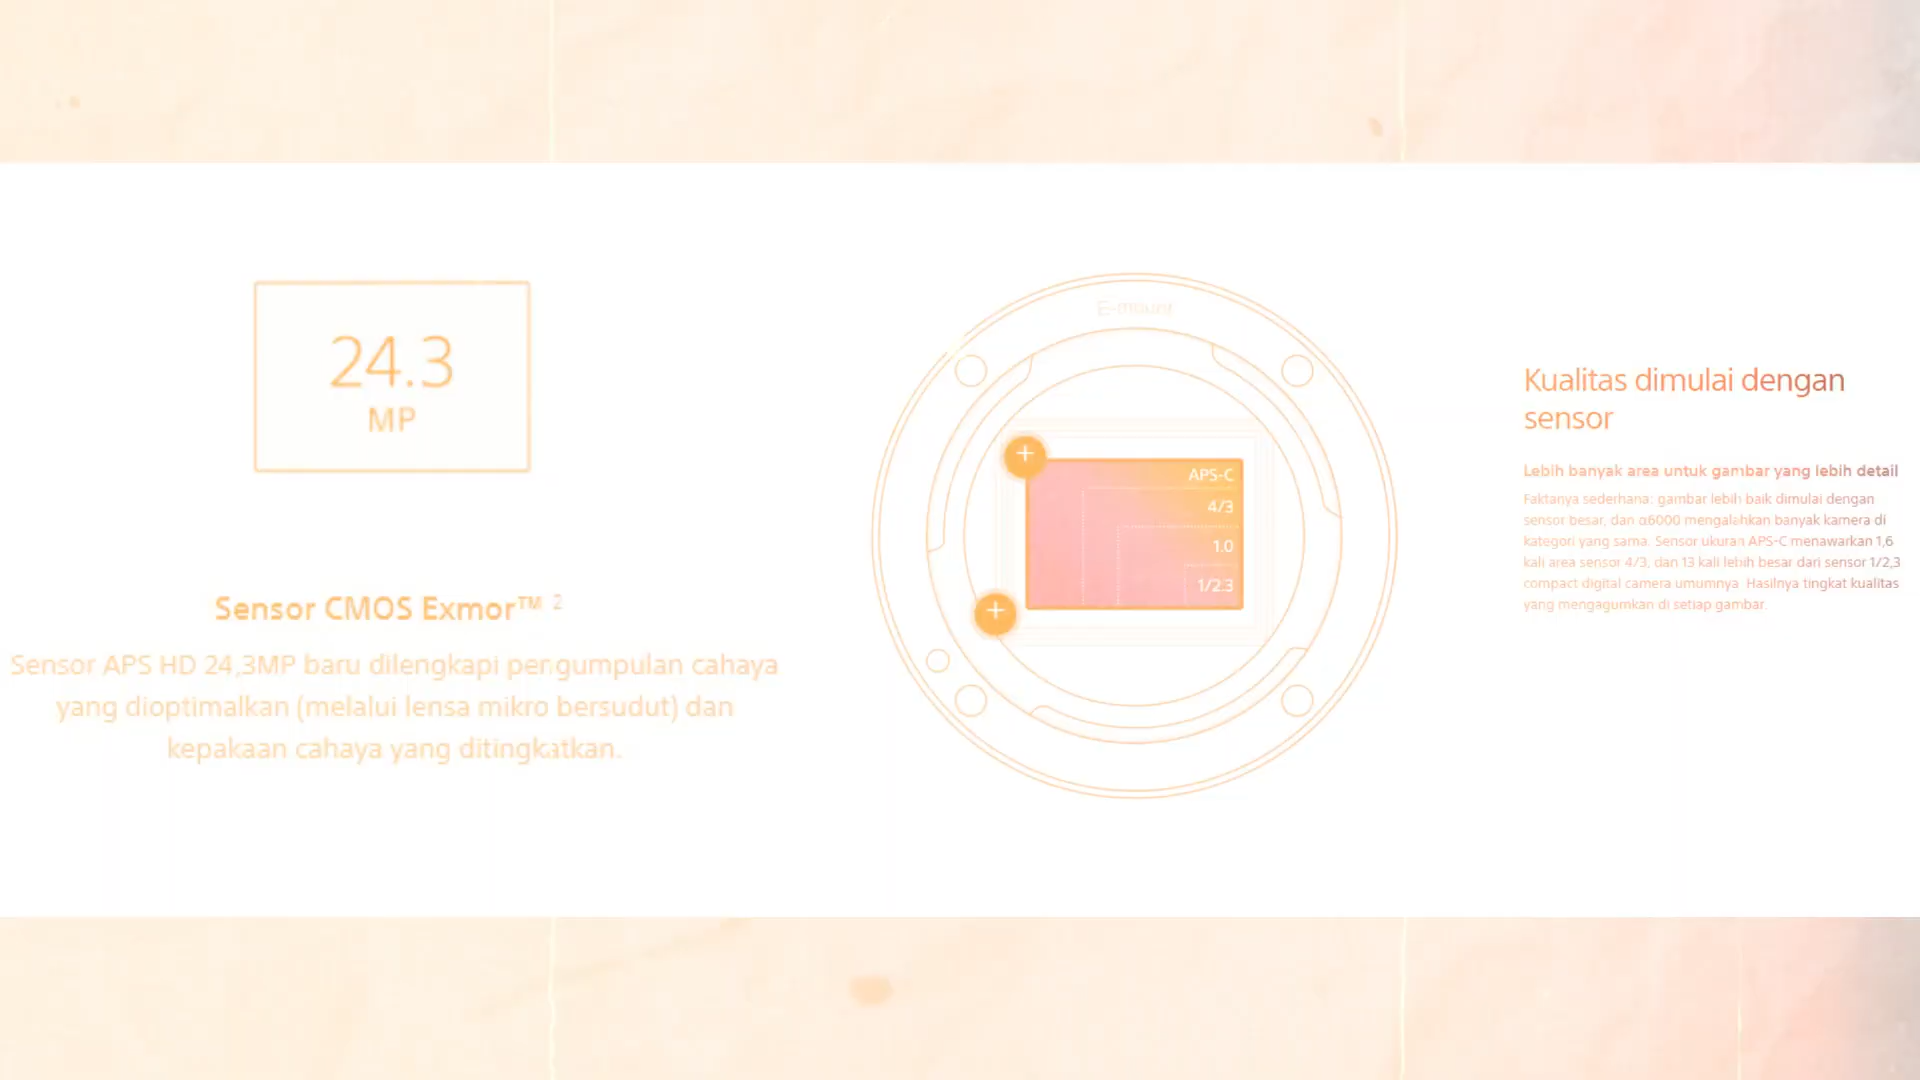 24.3
MP
Sensor CMOS Exmor™ 2
Sensor APS HD 24,3MP baru dilengkapi pengumpulan cahaya
yang dioptimalkan (melalui lensa mikro bersudut) dan
kepakaan cahaya yang ditingkatkan.
E-mount
APS-C
4/3
1.0
1/2.3
Kualitas dimulai dengan
sensor
Lebih banyak area untuk gambar yang lebih detail
Faktanya sederhana: gambar lebih baik dimulai dengan
sensor besar, dan α6000 mengalahkan banyak kamera di
kategori yang sama. Sensor ukuran APS-C menawarkan 1,6
kali area sensor 4/3, dan 13 kali lebih besar dari sensor 1/2,3
compact digital camera umumnya. Hasilnya tingkat kualitas
yang mengagumkan di setiap gambar.